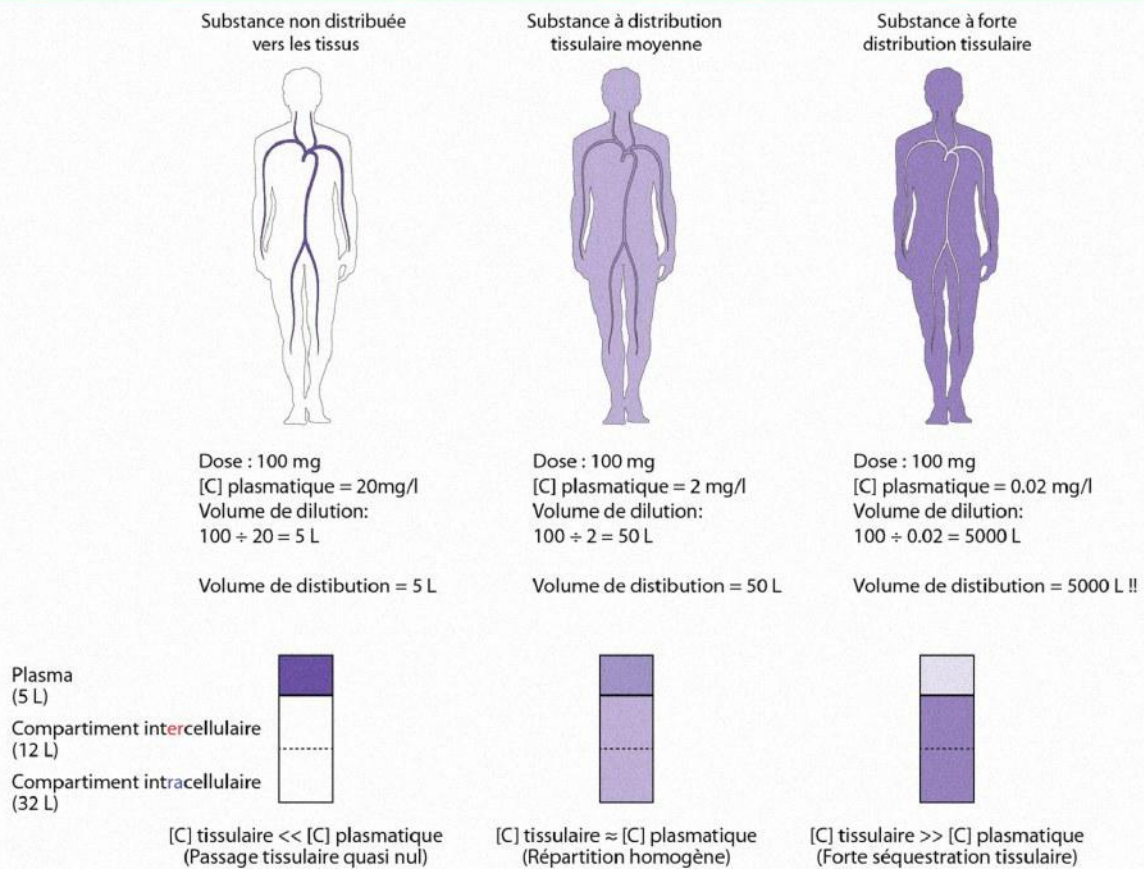 Substance non distribuée
vers les tissus
Substance à distribution
tissulaire moyenne
Substance à forte
distribution tissulaire
Dose : 100 mg
[C] plasmatique = 20mg/l
Volume de dilution:
100 ÷ 20 = 5 L
Volume de distibution = 5 L
Dose : 100 mg
[C] plasmatique = 2 mg/l
Volume de dilution:
100 ÷ 2 = 50 L
Volume de distibution = 50 L
Dose : 100 mg
[C] plasmatique = 0.02 mg/l
Volume de dilution:
100 ÷ 0.02 = 5000 L
Volume de distibution = 5000 L !!
Plasma
(5 L)
Compartiment intercellulaire
(12 L)
Compartiment intracellulaire
(32 L)
[C] tissulaire << [C] plasmatique
(Passage tissulaire quasi nul)
[C] tissulaire ≈ [C] plasmatique
(Répartition homogène)
[C] tissulaire >> [C] plasmatique
(Forte séquestration tissulaire)